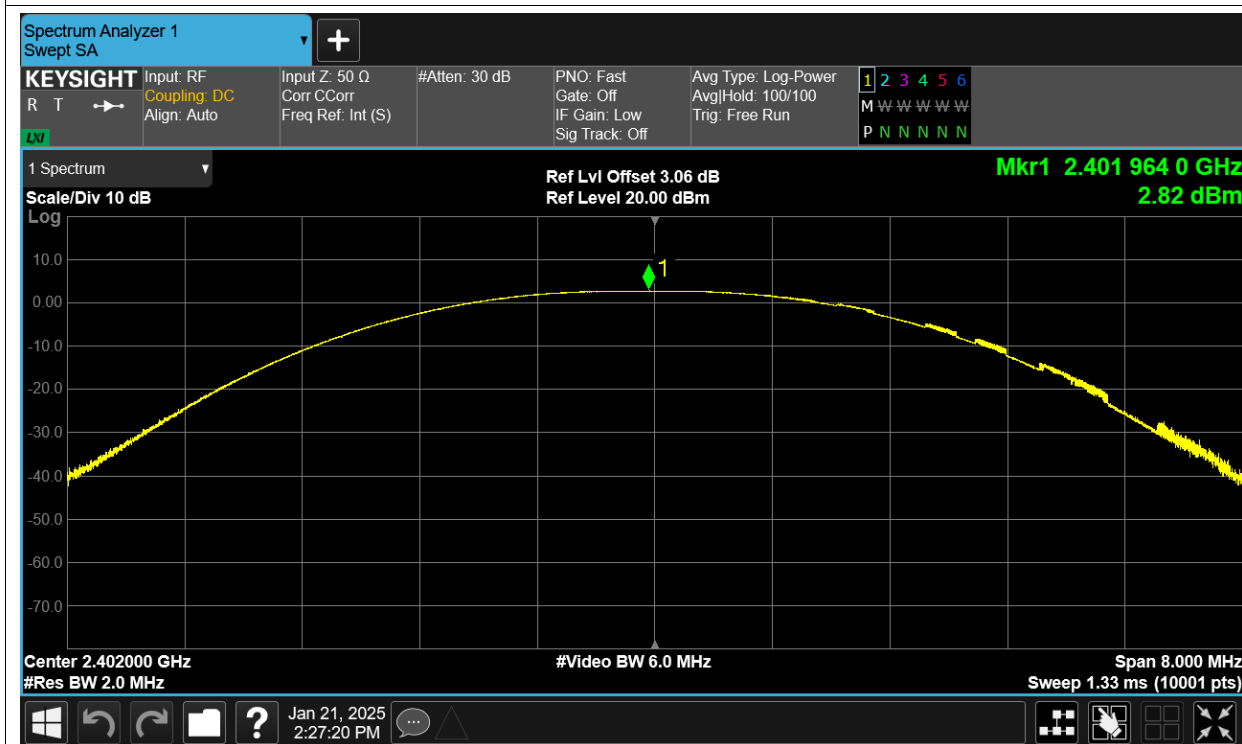 Spectrum Analyzer 1
Swept SA
+
KEYSIGHT
R T
LXI
Input: RF
Coupling: DC
Align: Auto
Input Z: 50 Ω
Corr CCorr
Freq Ref: Int (S)
#Atten: 30 dB
PNO: Fast
Gate: Off
IF Gain: Low
Sig Track: Off
Avg Type: Log-Power
Avg|Hold: 100/100
Trig: Free Run
1 2 3 4 5 6
M W W W W W
P N N N N N
1 Spectrum
Scale/Div 10 dB
Log
Ref Lvl Offset 3.06 dB
Ref Level 20.00 dBm
Mkr1 2.401 964 0 GHz
2.82 dBm
1
10.0
0.00
-10.0
-20.0
-30.0
-40.0
-50.0
-60.0
-70.0
Center 2.402000 GHz
#Res BW 2.0 MHz
#Video BW 6.0 MHz
Span 8.000 MHz
Sweep 1.33 ms (10001 pts)
?
Jan 21, 2025
2:27:20 PM